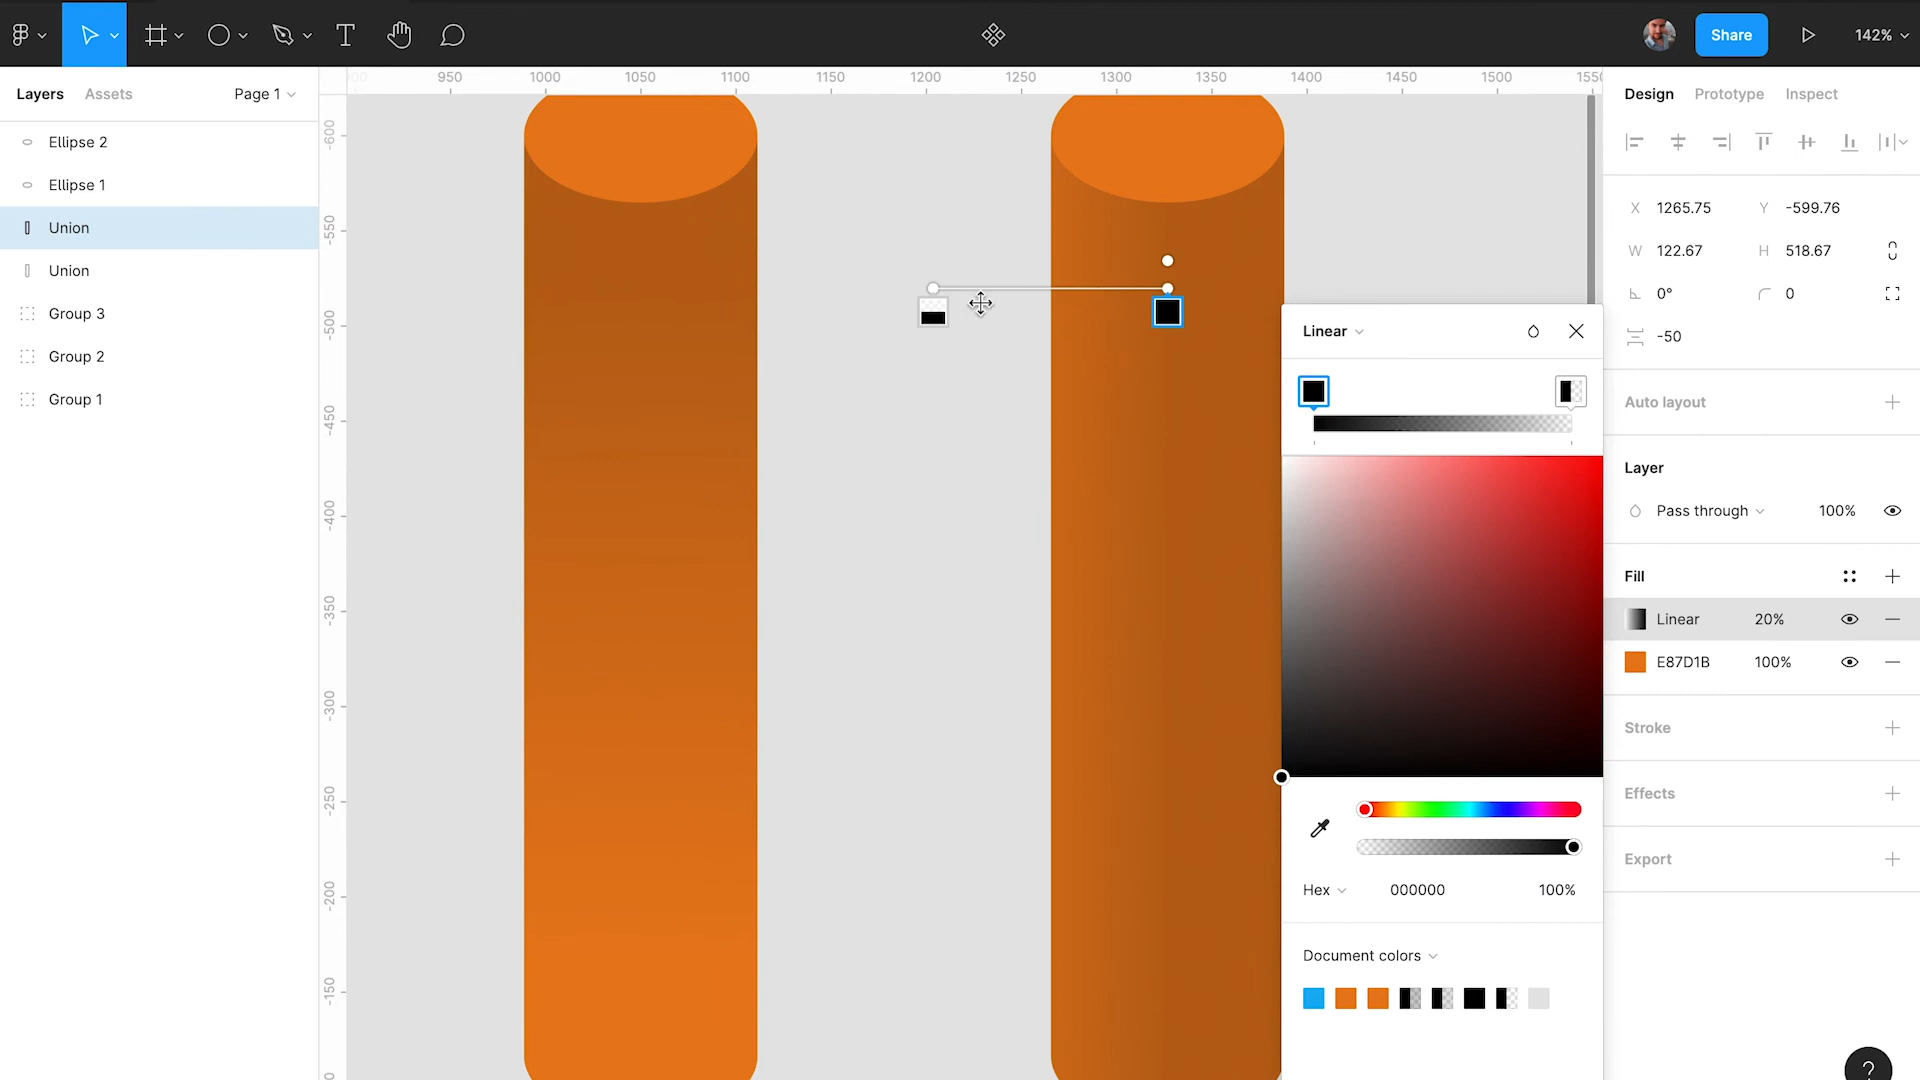 Share
142%
Layers
Assets
Page 1
950
1000
1050
1100
1150
1200
1250
1300
1350
1400
1450
1500
Design
Prototype
Inspect
Ellipse 2
Ellipse 1
Union
Union
Group 3
Group 2
Group 1
-600
-550
-500
-450
-400
-350
-300
-250
-200
-150
X 1265.75 Y -599.76
W 122.67 H 518.67
0° 0
-50
Auto layout
Layer
Pass through 100%
Fill
Linear 20%
E87D1B 100%
Stroke
Effects
Export
Linear
Hex 000000 100%
Document colors
?